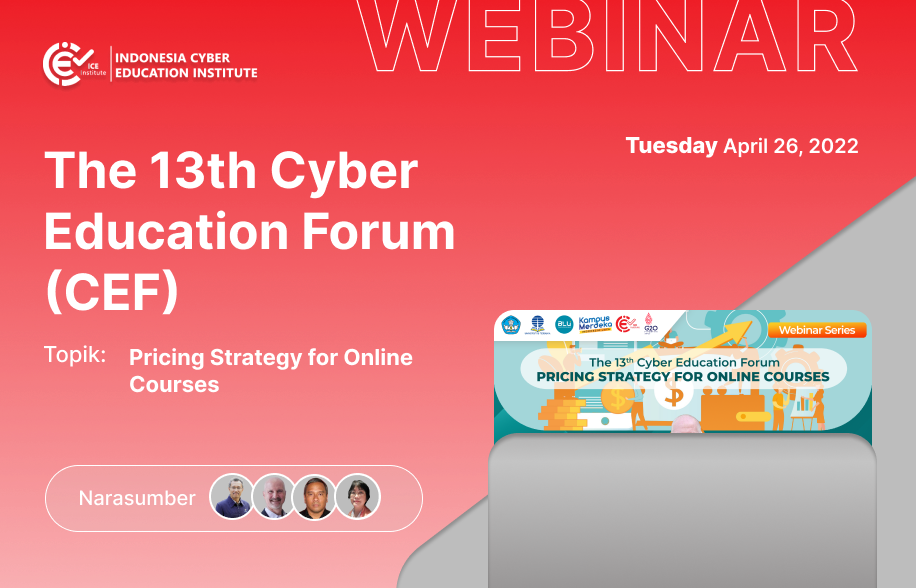 WEBINAR
ICE
Institute
INDONESIA CYBER
EDUCATION INSTITUTE
Tuesday April 26, 2022
The 13th Cyber
Education Forum
(CEF)
Topik: Pricing Strategy for Online
Courses
Narasumber
BLU
Kampus
Merdeka
G20
Webinar Series
The 13th Cyber Education Forum
PRICING STRATEGY FOR ONLINE COURSES